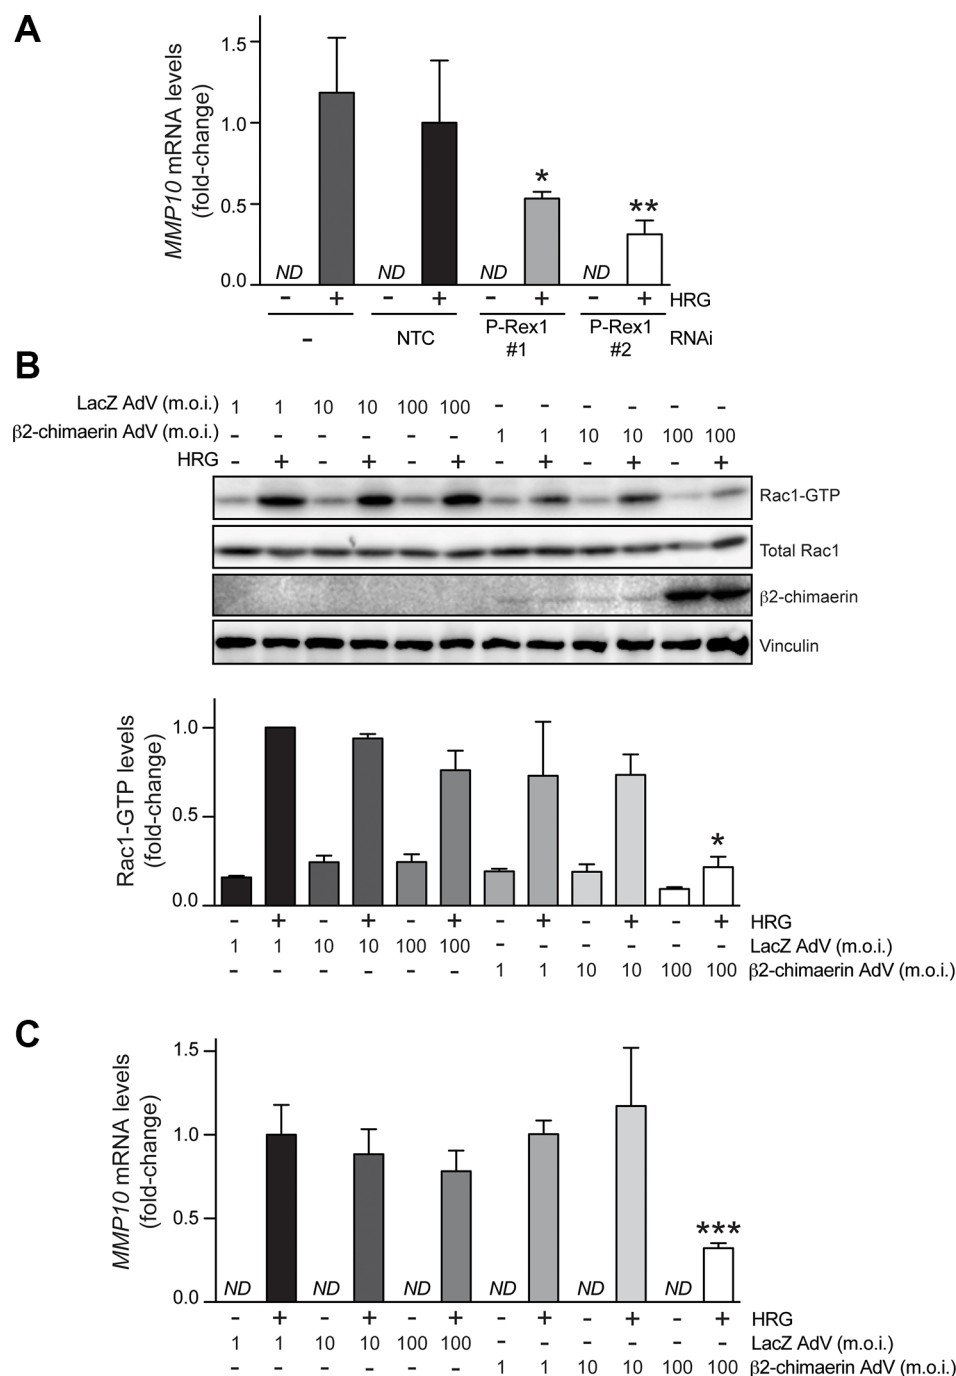 A
MMP10 mRNA levels
(fold-change)
1.5
1.0
0.5
0.0
ND ND ND * ND **
- + - + - + - + HRG
- NTC P-Rex1 #1 P-Rex1 #2 RNAi
B
LacZ AdV (m.o.i.) 1 1 10 10 100 100 - - - - - -
β2-chimaerin AdV (m.o.i.) - - - - - - 1 1 10 10 100 100
HRG - + - + - + - + - + - +
Rac1-GTP
Total Rac1
β2-chimaerin
Vinculin
Rac1-GTP levels
(fold-change)
1.0
0.5
0.0
*
- + - + - + - + - + - + HRG
1 1 10 10 100 100 - - - - - - LacZ AdV (m.o.i.)
- - - - - - 1 1 10 10 100 100 β2-chimaerin AdV (m.o.i.)
C
MMP10 mRNA levels
(fold-change)
1.5
1.0
0.5
0.0
ND ND ND ND ND ND ***
- + - + - + - + - + - + HRG
1 1 10 10 100 100 - - - - - - LacZ AdV (m.o.i.)
- - - - - - 1 1 10 10 100 100 β2-chimaerin AdV (m.o.i.)